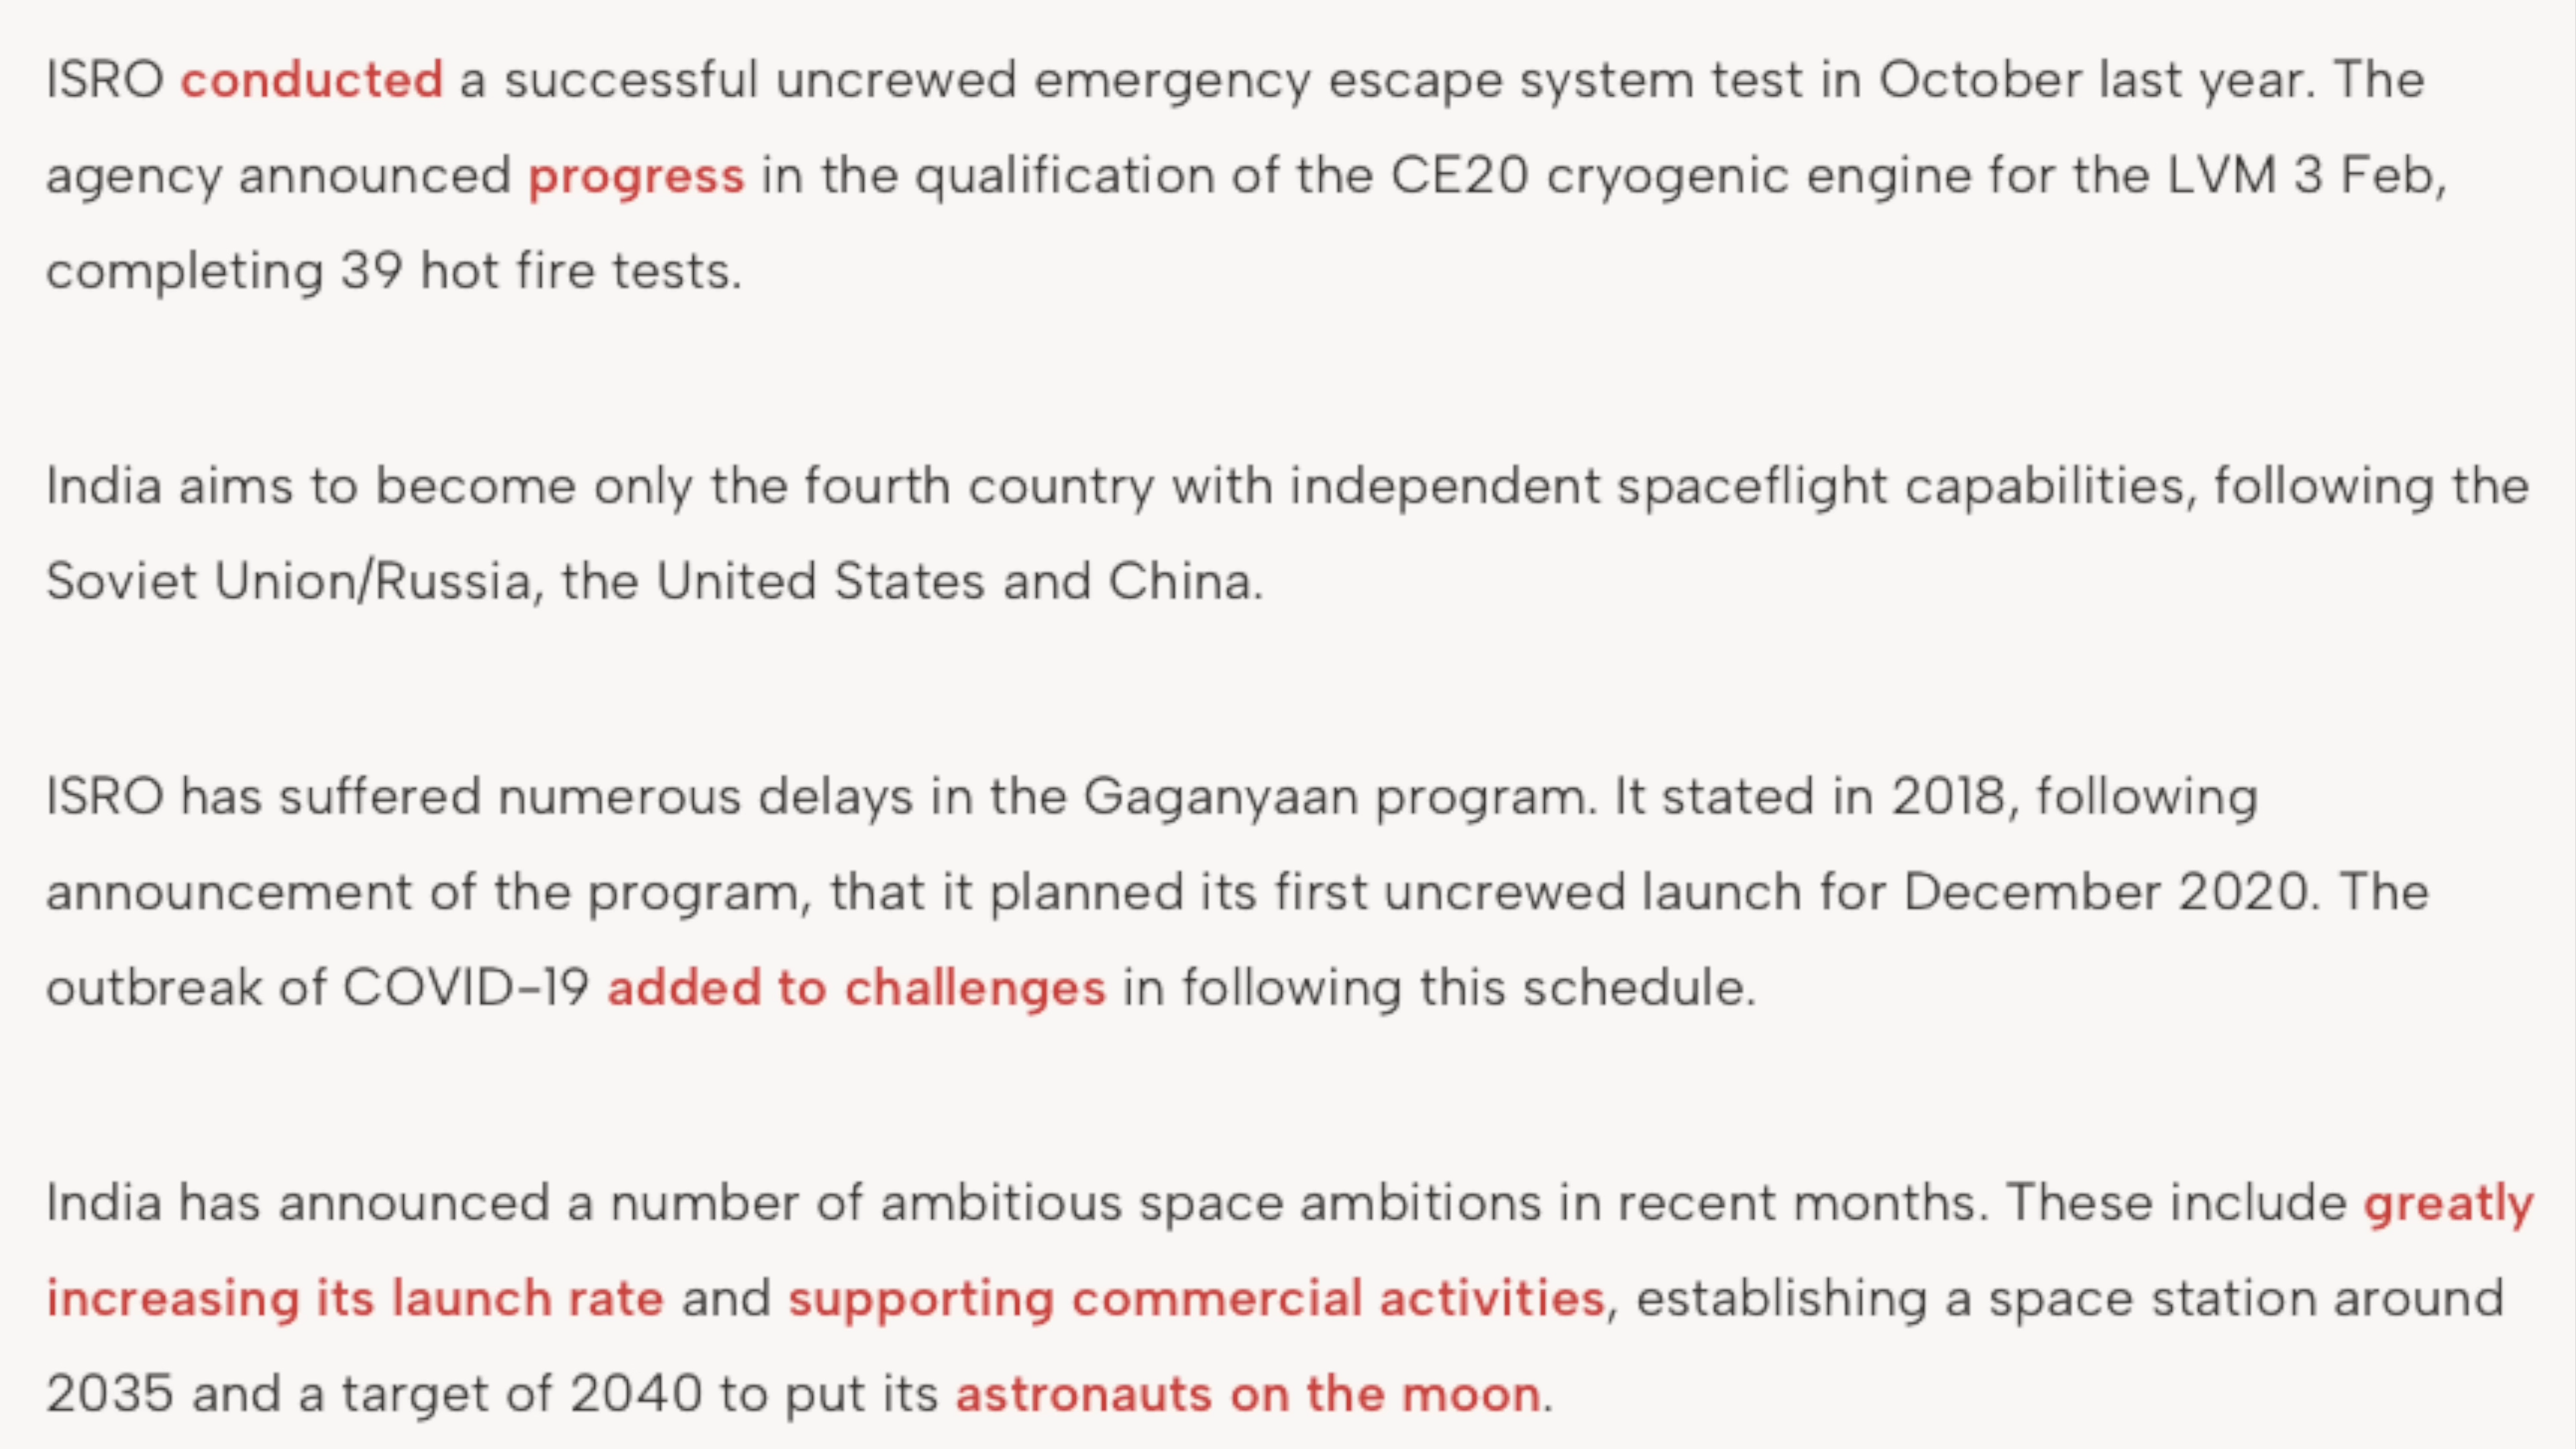 ISRO conducted a successful uncrewed emergency escape system test in October last year. The
agency announced progress in the qualification of the CE20 cryogenic engine for the LVM 3 Feb,
completing 39 hot fire tests.
India aims to become only the fourth country with independent spaceflight capabilities, following the
Soviet Union/Russia, the United States and China.
ISRO has suffered numerous delays in the Gaganyaan program. It stated in 2018, following
announcement of the program, that it planned its first uncrewed launch for December 2020. The
outbreak of COVID-19 added to challenges in following this schedule.
India has announced a number of ambitious space ambitions in recent months. These include greatly
increasing its launch rate and supporting commercial activities, establishing a space station around
2035 and a target of 2040 to put its astronauts on the moon.